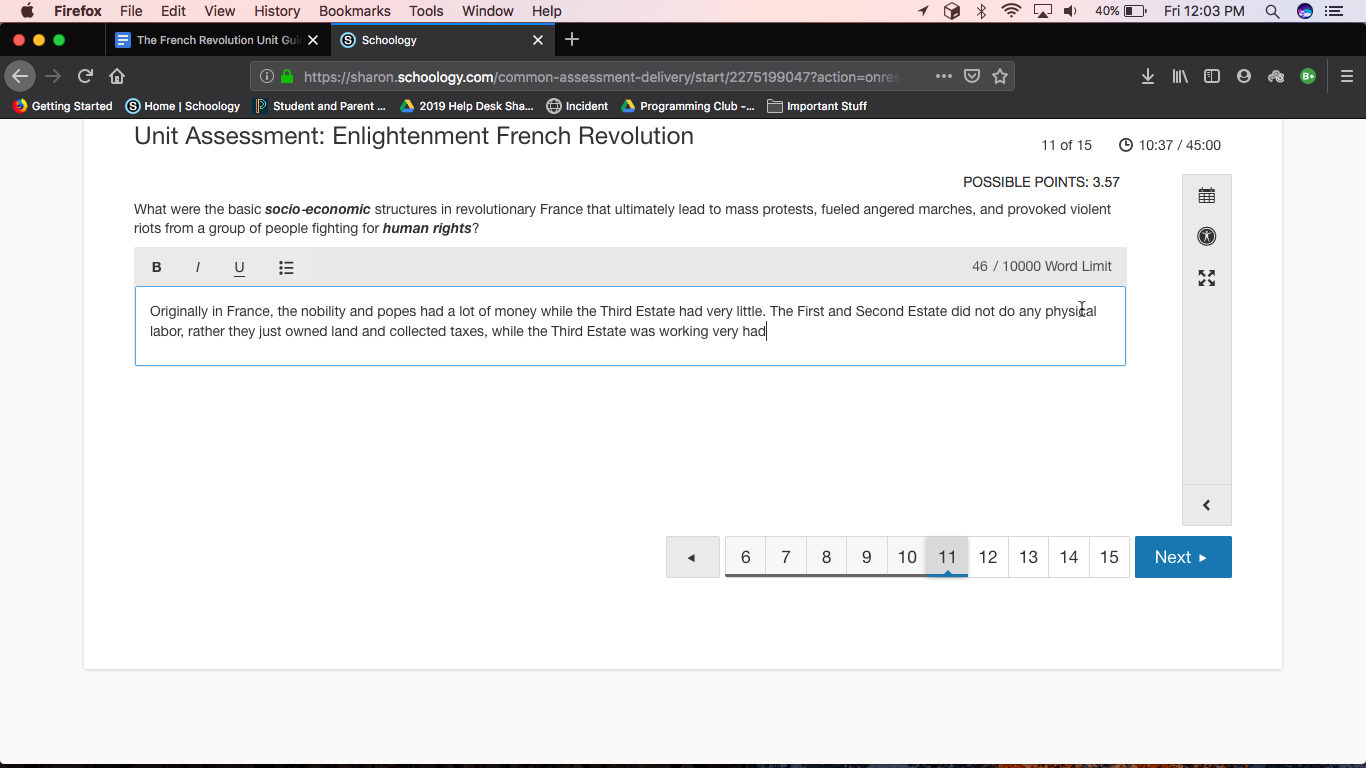 Firefox File Edit View History Bookmarks Tools Window Help 40% Fri 12:03 PM
The French Revolution Unit Gui Schoology
https://sharon.schoology.com/common-assessment-delivery/start/2275199047?action=onres
Getting Started Home | Schoology Student and Parent ... 2019 Help Desk Sha... Incident Programming Club -... Important Stuff
Unit Assessment: Enlightenment French Revolution
11 of 15 10:37 / 45:00
POSSIBLE POINTS: 3.57
What were the basic socio-economic structures in revolutionary France that ultimately lead to mass protests, fueled angered marches, and provoked violent
riots from a group of people fighting for human rights?
B I U 46 / 10000 Word Limit
Originally in France, the nobility and popes had a lot of money while the Third Estate had very little. The First and Second Estate did not do any physical
labor, rather they just owned land and collected taxes, while the Third Estate was working very had
6 7 8 9 10 11 12 13 14 15 Next